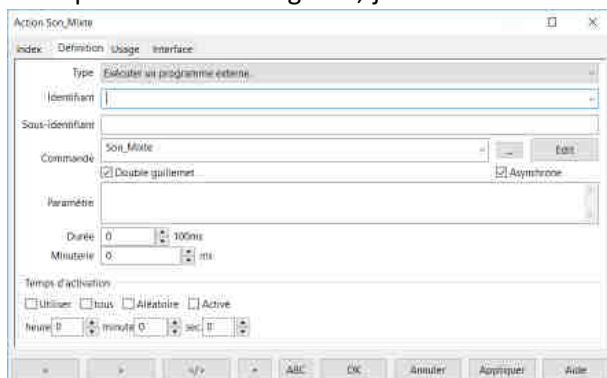 Action Son_Mixte
Index Définition Usage Interface
Type Exécuter un programme externe.
Identifiant
Sous-identifiant
Commande Son_Mixte ... Edit
Double guillemet Asynchrone
Paramètre
Durée 0 100ms
Minuterie 0 ms
Temps d'activation
Utiliser tous Aléatoire Activé
heure 0 minute 0 sec. 0
< > </> + ABC OK Annuler Appliquer Aide